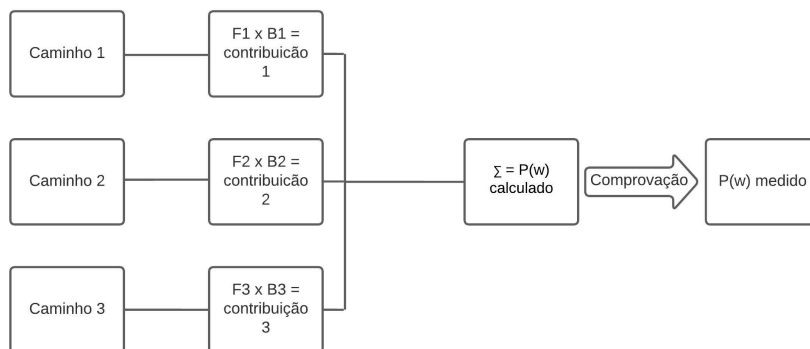 Caminho 1
F1 x B1 =
contribuicão
1
Caminho 2
F2 x B2 =
contribuicão
2
∑ = P(w)
calculado
Comprovação
P(w) medido
Caminho 3
F3 x B3 =
contribuição
3